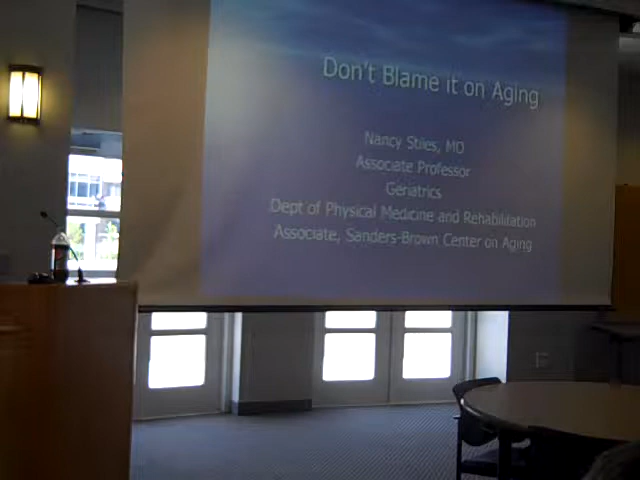 Don't Blame it on Aging
Nancy Stiles, MD
Associate Professor
Geriatrics
Dept of Physical Medicine and Rehabilitation
Associate, Sanders-Brown Center on Aging